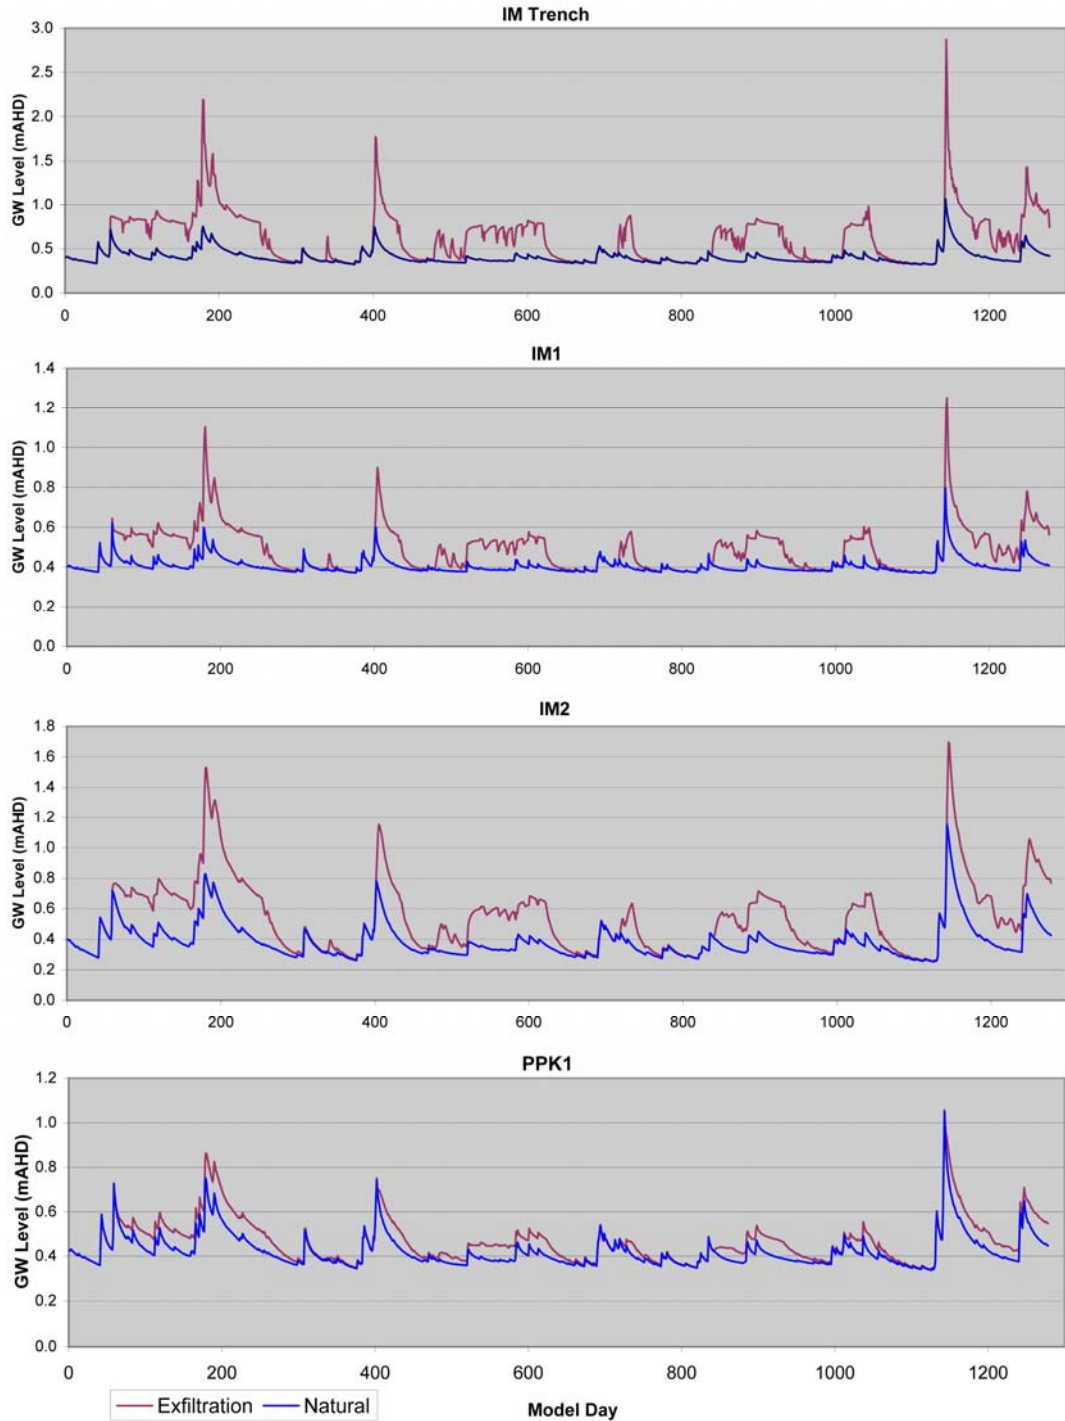 IM Trench
3.0
2.5
2.0
1.5
1.0
0.5
0.0
GW Level (mAHD)
0 200 400 600 800 1000 1200
IM1
1.4
1.2
1.0
0.8
0.6
0.4
0.2
0.0
GW Level (mAHD)
0 200 400 600 800 1000 1200
IM2
1.8
1.6
1.4
1.2
1.0
0.8
0.6
0.4
0.2
0.0
GW Level (mAHD)
0 200 400 600 800 1000 1200
PPK1
1.2
1.0
0.8
0.6
0.4
0.2
0.0
GW Level (mAHD)
0 200 400 600 800 1000 1200
Exfiltration Natural
Model Day